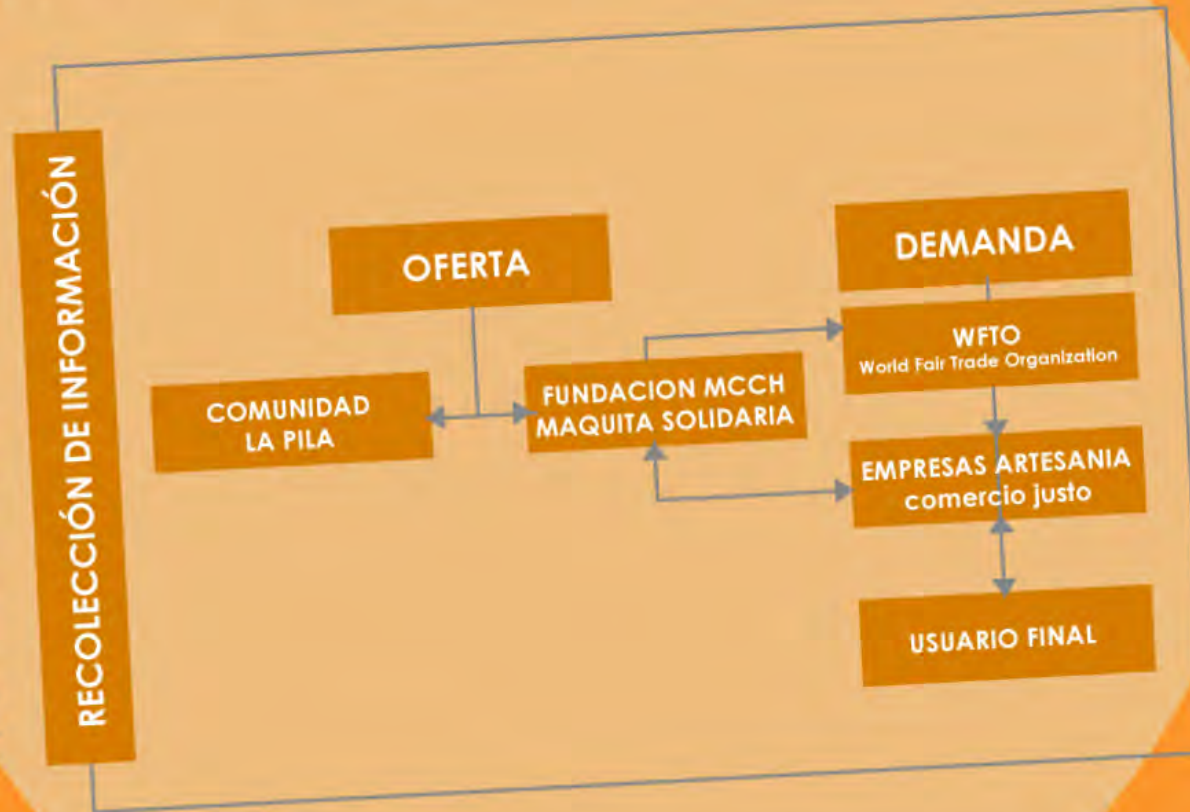 RECOLECCIÓN DE INFORMACIÓN
OFERTA
COMUNIDAD
LA PILA
FUNDACION MCCH
MAQUITA SOLIDARIA
DEMANDA
WFTO
World Fair Trade Organization
EMPRESAS ARTESANIA
comercio justo
USUARIO FINAL